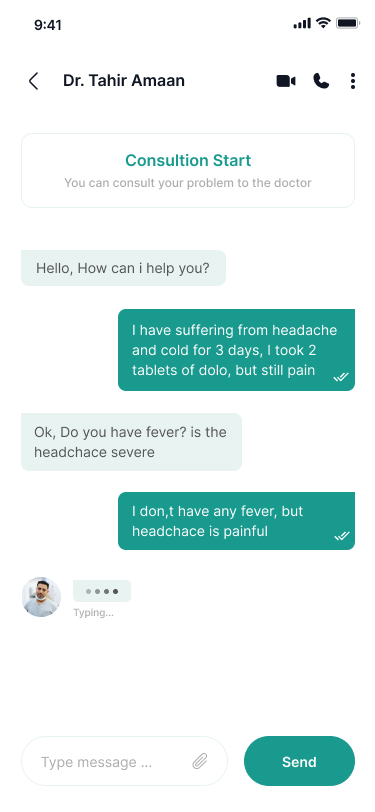 9:41
Dr. Tahir Amaan
Consultion Start
You can consult your problem to the doctor
Hello, How can i help you?
I have suffering from headache
and cold for 3 days, I took 2
tablets of dolo, but still pain
Ok, Do you have fever? is the
headchace severe
I don,t have any fever, but
headchace is painful
Typing...
Type message ...
Send